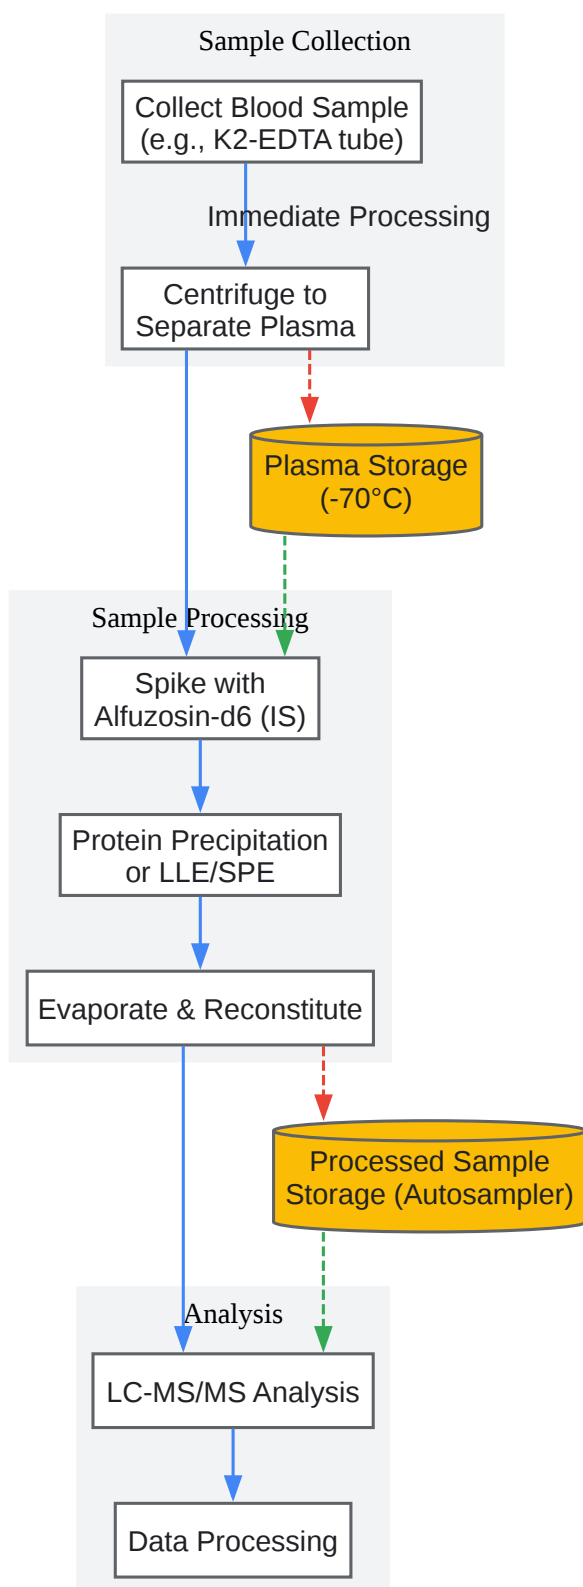 Sample Collection
Collect Blood Sample
(e.g., K2-EDTA tube)
Immediate Processing
Centrifuge to
Separate Plasma
Plasma Storage
(-70°C)
Sample Processing
Spike with
Alfuzosin-d6 (IS)
Protein Precipitation
or LLE/SPE
Evaporate & Reconstitute
Processed Sample
Storage (Autosampler)
Analysis
LC-MS/MS Analysis
Data Processing